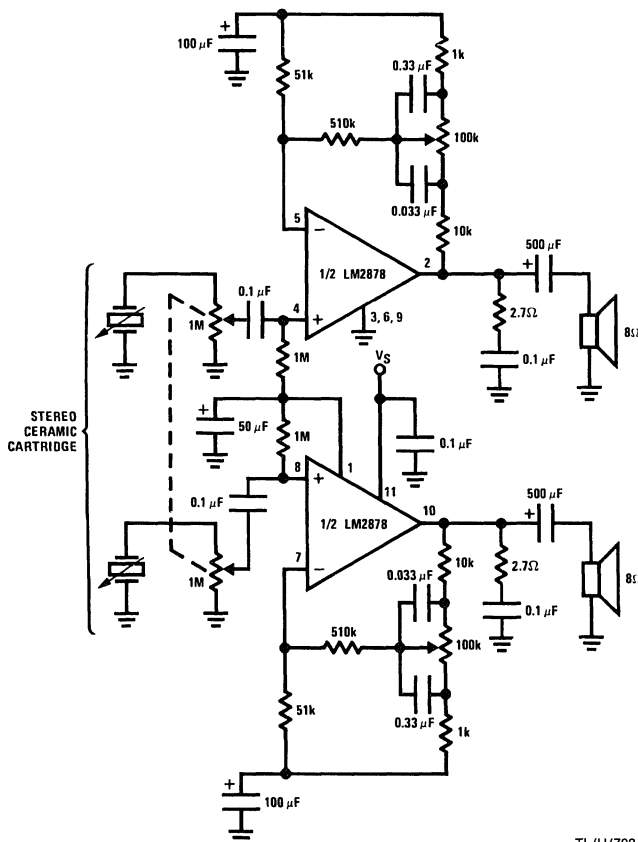 100 μF
+
51k
1k
0.33 μF
510k
100k
0.033 μF
10k
5
−
1/2 LM2878
2
500 μF
+
0.1 μF
4
+
3, 6, 9
2.7Ω
8Ω
1M
1M
0.1 μF
VS
STEREO
CERAMIC
CARTRIDGE
+
50 μF
1M
1
0.1 μF
8
+
11
0.1 μF
1/2 LM2878
10
500 μF
+
7
−
1M
10k
2.7Ω
8Ω
0.033 μF
0.1 μF
510k
100k
51k
0.33 μF
1k
+
100 μF